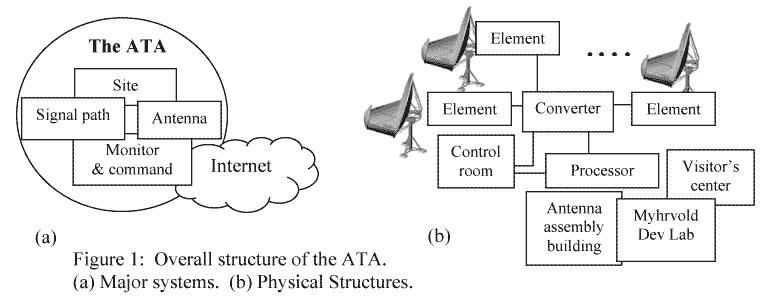 The ATA
Site
Signal path
Antenna
Monitor
& command
Internet
(a)
Element
. . . .
Element
Converter
Element
Control
room
Processor
Visitor's
center
Antenna
assembly
building
Myhrvold
Dev Lab
(b)
Figure 1:  Overall structure of the ATA.
(a) Major systems.  (b) Physical Structures.